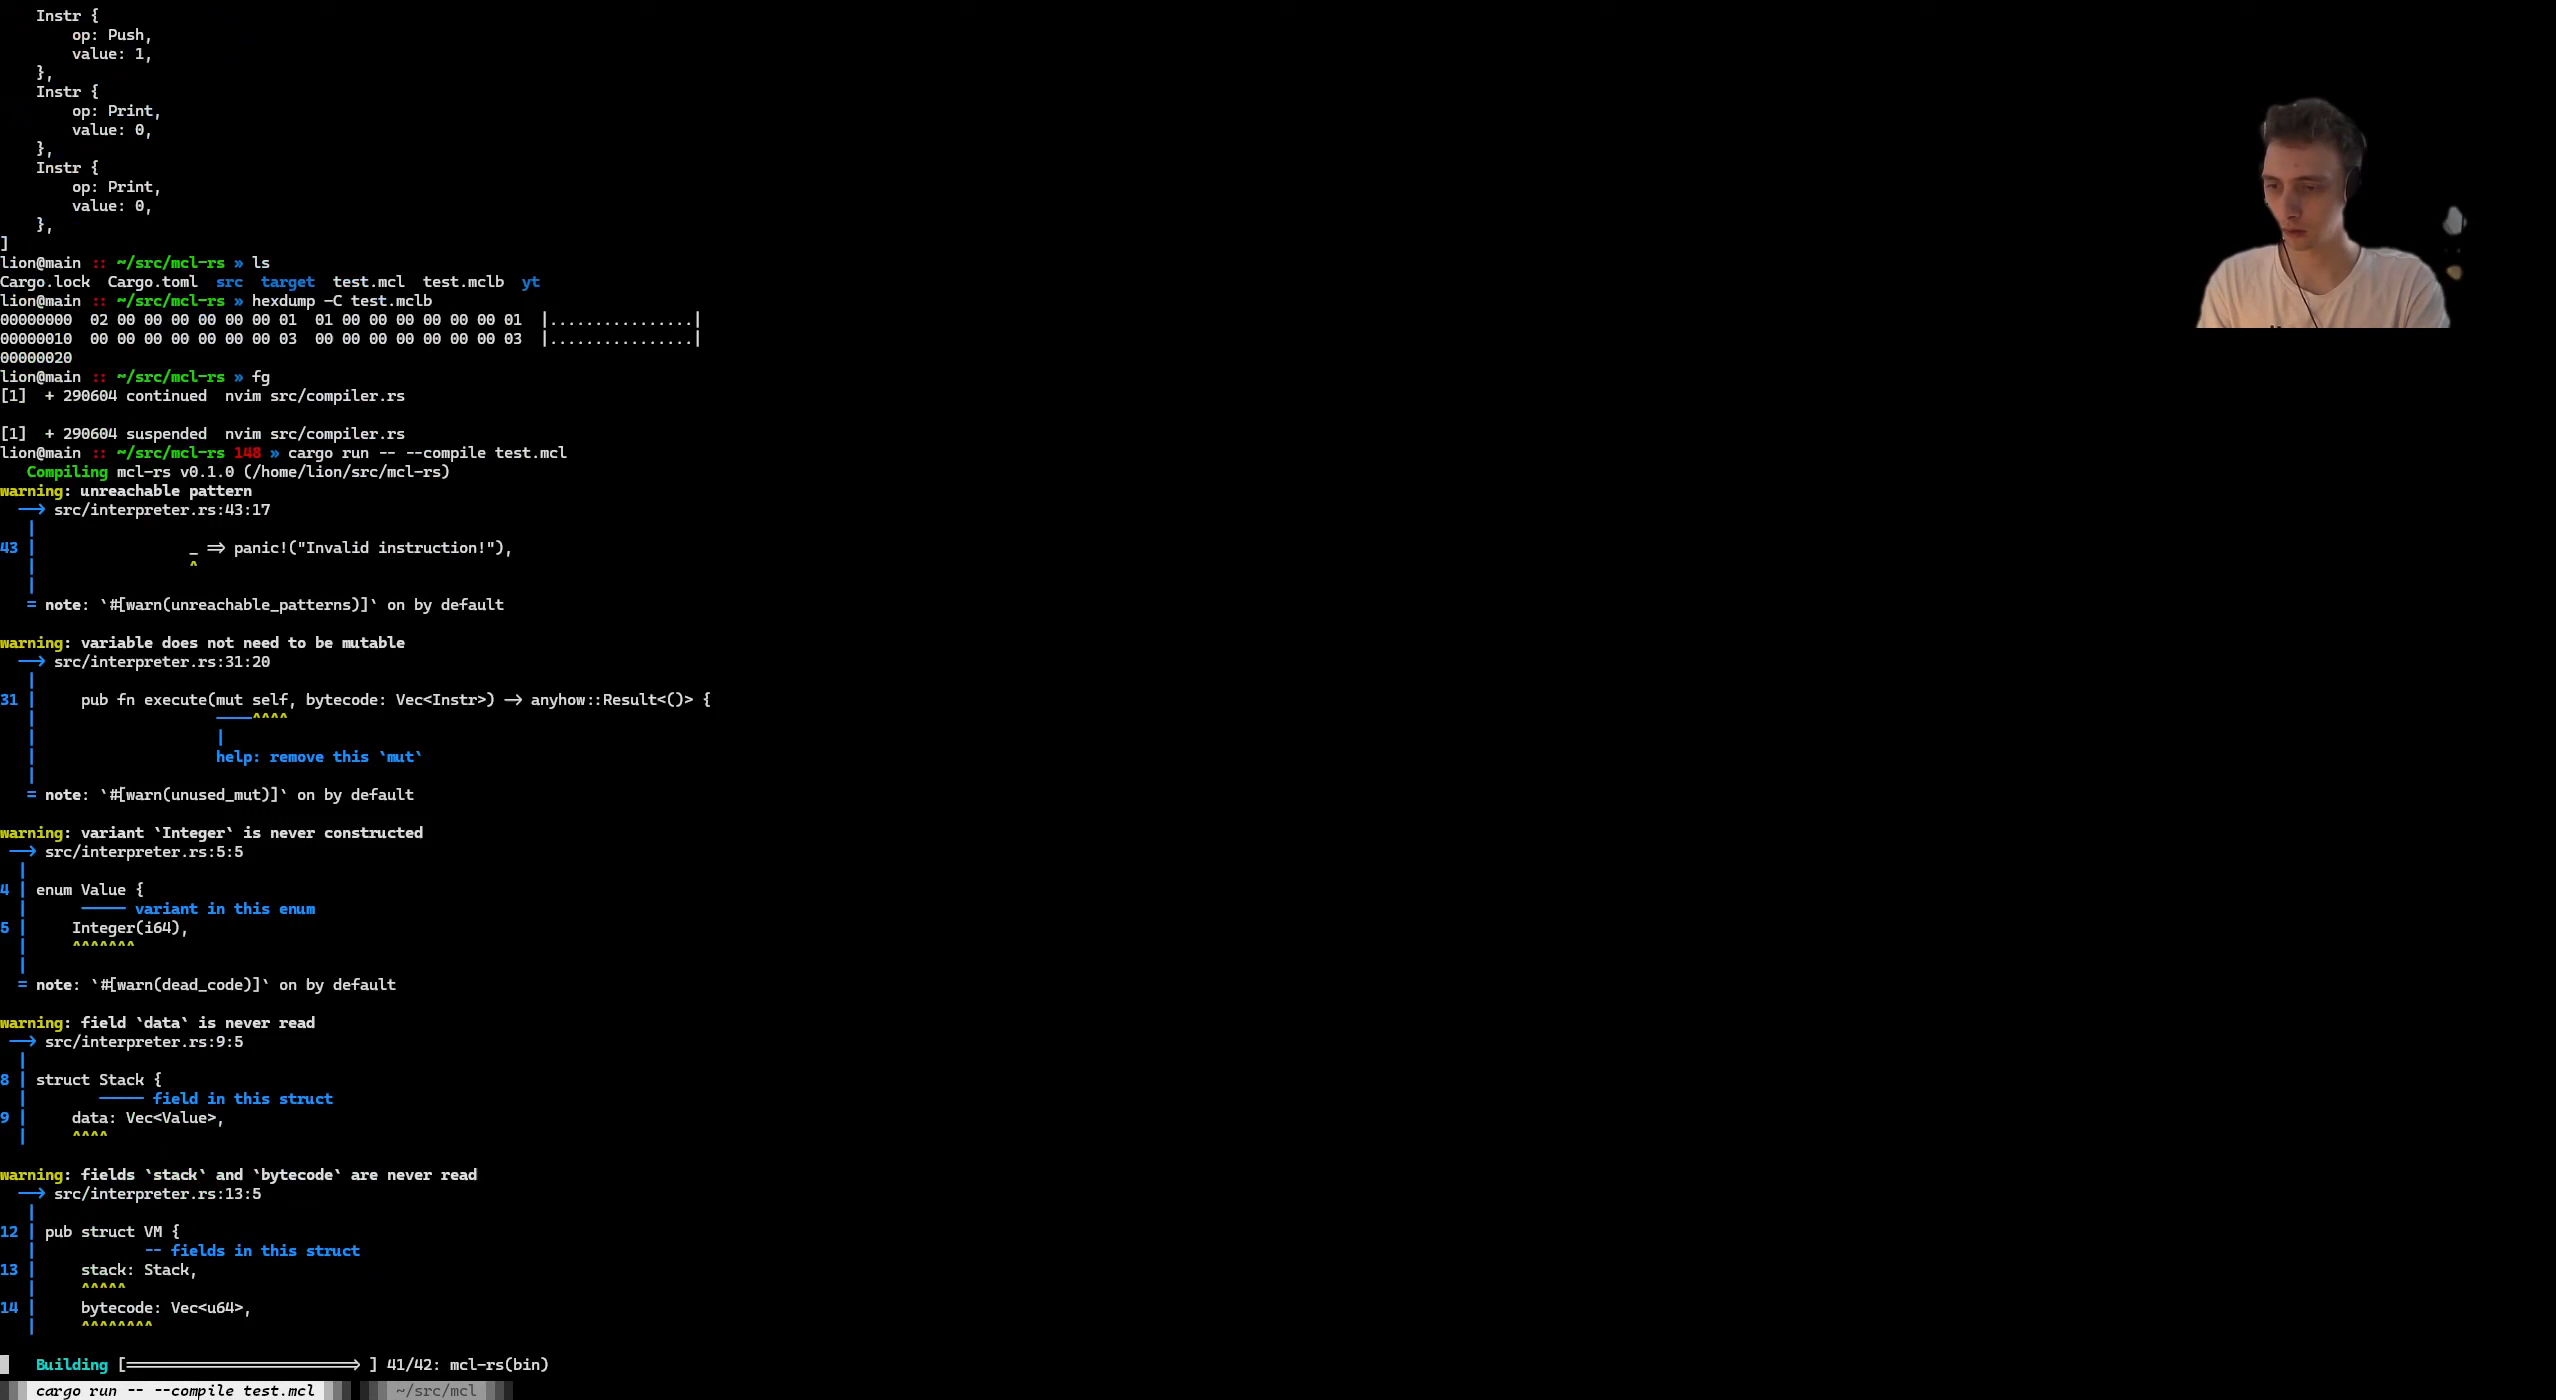 Instr {
        op: Push,
        value: 1,
    },
    Instr {
        op: Print,
        value: 0,
    },
    Instr {
        op: Print,
        value: 0,
    },
]
lion@main :: ~/src/mcl-rs » ls
Cargo.lock  Cargo.toml  src  target  test.mcl  test.mclb  yt
lion@main :: ~/src/mcl-rs » hexdump -C test.mclb
00000000  02 00 00 00 00 00 00 01  01 00 00 00 00 00 00 01  |................|
00000010  00 00 00 00 00 00 00 03  00 00 00 00 00 00 00 03  |................|
00000020
lion@main :: ~/src/mcl-rs » fg
[1]  + 290604 continued  nvim src/compiler.rs
[1]  + 290604 suspended  nvim src/compiler.rs
lion@main :: ~/src/mcl-rs 148 » cargo run -- --compile test.mcl
   Compiling mcl-rs v0.1.0 (/home/lion/src/mcl-rs)
warning: unreachable pattern
  --> src/interpreter.rs:43:17
   |
43 |                 _ => panic!("Invalid instruction!"),
   |                 ^
   |
   = note: `#[warn(unreachable_patterns)]` on by default
warning: variable does not need to be mutable
  --> src/interpreter.rs:31:20
   |
31 |     pub fn execute(mut self, bytecode: Vec<Instr>) -> anyhow::Result<()> {
   |                    ----^^^^
   |                    |
   |                    help: remove this `mut`
   |
   = note: `#[warn(unused_mut)]` on by default
warning: variant `Integer` is never constructed
 --> src/interpreter.rs:5:5
  |
4 | enum Value {
  |      ----- variant in this enum
5 |     Integer(i64),
  |     ^^^^^^^
  |
  = note: `#[warn(dead_code)]` on by default
warning: field `data` is never read
 --> src/interpreter.rs:9:5
  |
8 | struct Stack {
  |        ----- field in this struct
9 |     data: Vec<Value>,
  |     ^^^^
warning: fields `stack` and `bytecode` are never read
  --> src/interpreter.rs:13:5
   |
12 | pub struct VM {
   |            -- fields in this struct
13 |     stack: Stack,
   |     ^^^^^
14 |     bytecode: Vec<u64>,
   |     ^^^^^^^^
    Building [==========================> ] 41/42: mcl-rs(bin)
cargo run -- --compile test.mcl    ~/src/mcl